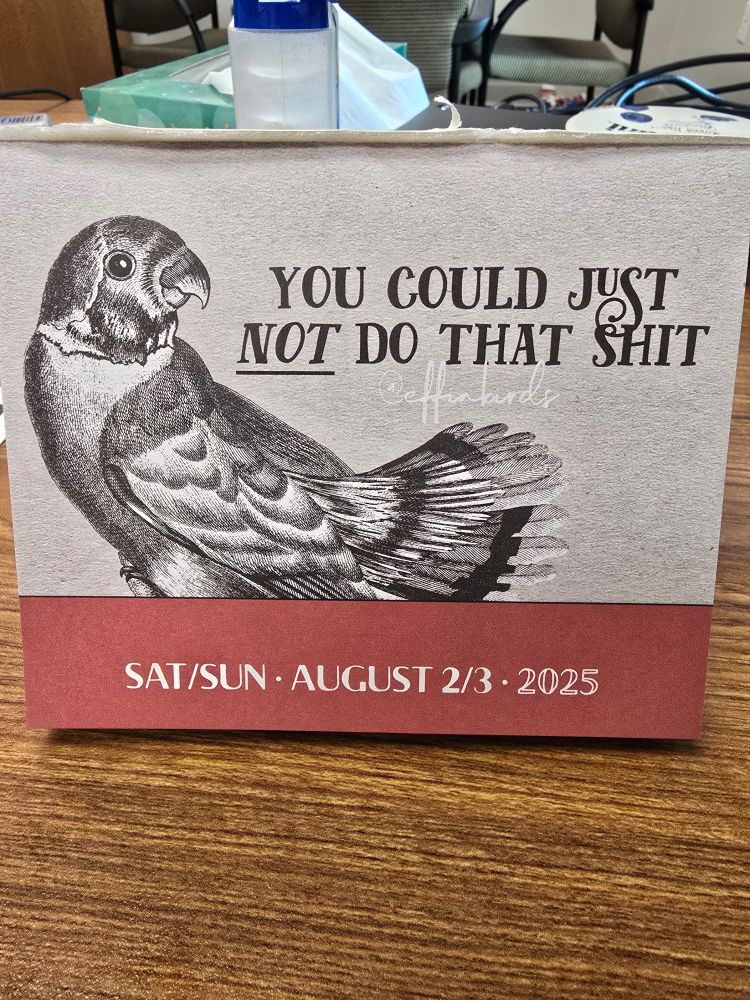 YOU COULD JUST
NOT DO THAT SHIT
@effinbirds
SAT/SUN · AUGUST 2/3 · 2025